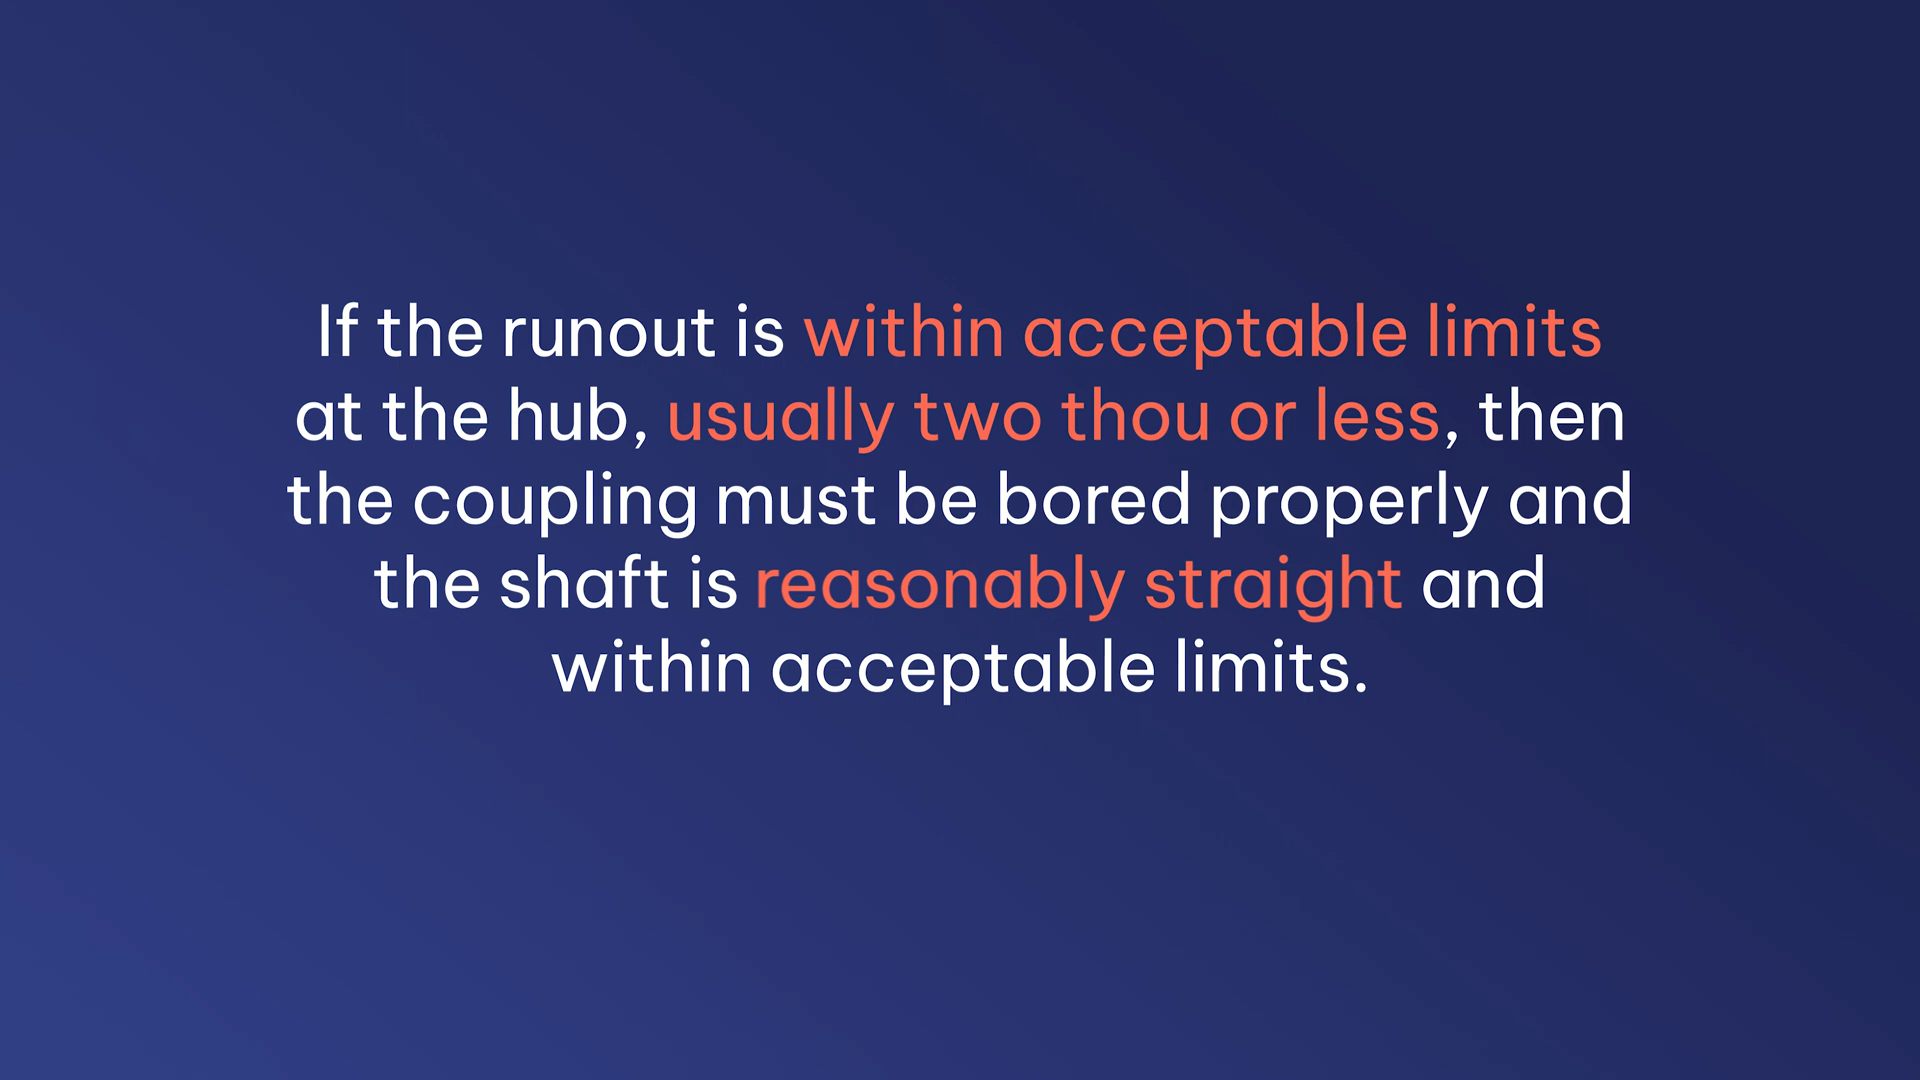 If the runout is within acceptable limits
at the hub, usually two thou or less, then
the coupling must be bored properly and
the shaft is reasonably straight and
within acceptable limits.